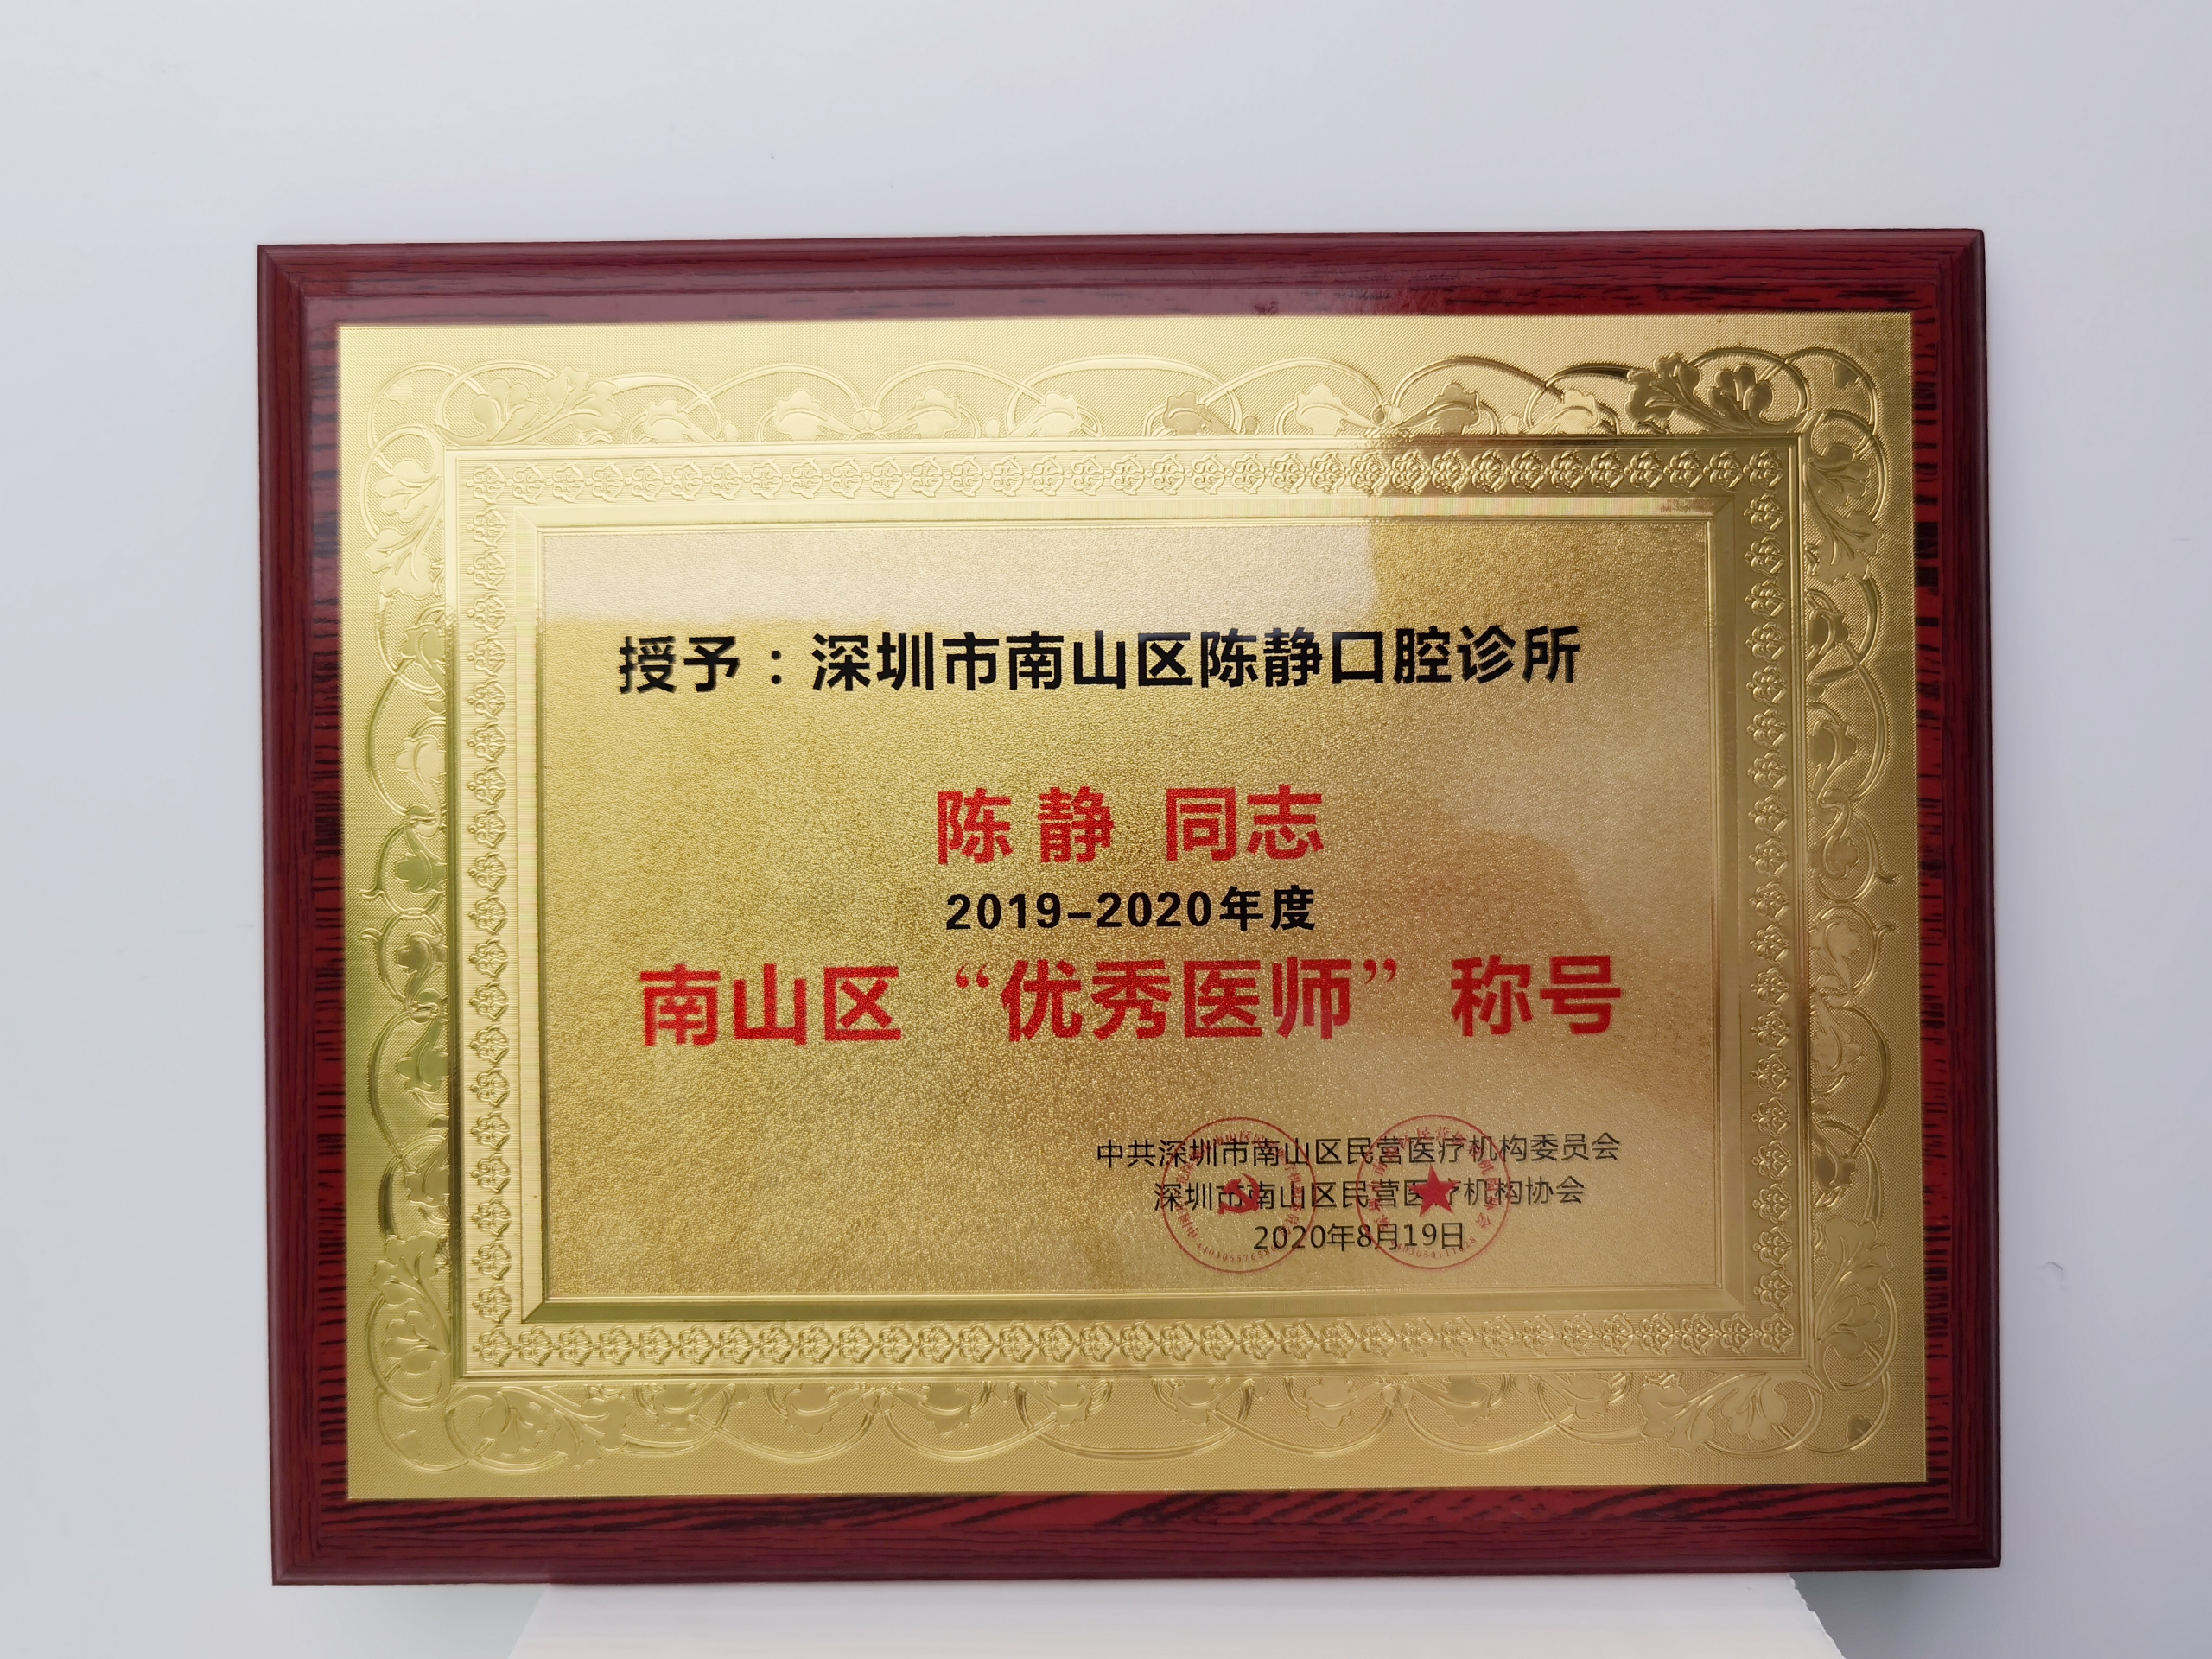 授予：深圳市南山区陈静口腔诊所
陈静 同志
2019-2020年度
南山区“优秀医师”称号
中共深圳市南山区民营医疗机构委员会
深圳市南山区民营医疗机构协会
2020年8月19日